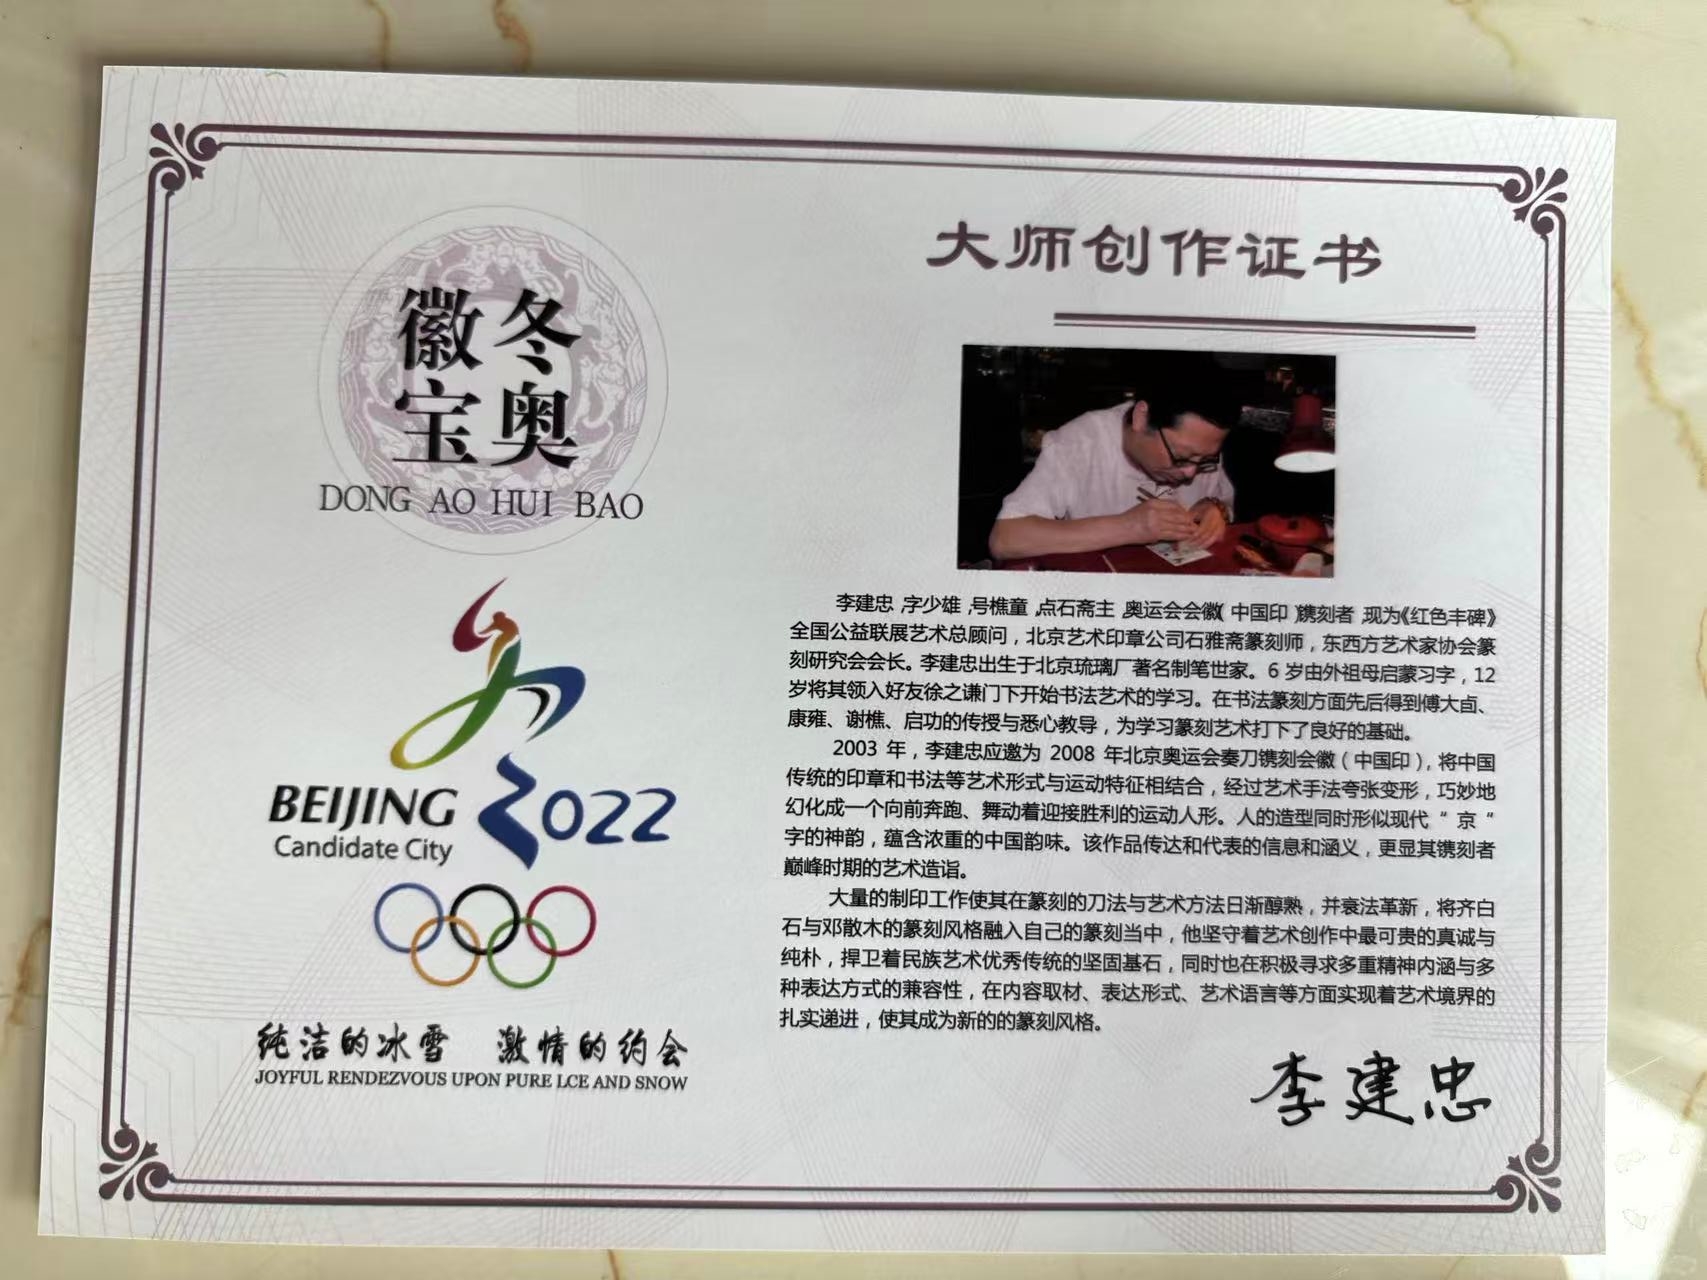 冬奥
徽宝
DONG AO HUI BAO
BEIJING 2022
Candidate City
纯洁的冰雪 激情的约会
JOYFUL RENDEZVOUS UPON PURE LCE AND SNOW
大师创作证书
李建忠,字少雄,号樵童,点石斋主,奥运会会徽(中国印)镌刻者,现为《红色丰碑》
全国公益联展艺术总顾问，北京艺术印章公司石雅斋篆刻师，东西方艺术家协会篆
刻研究会会长。李建忠出生于北京琉璃厂著名制笔世家。6 岁由外祖母启蒙习字，12
岁将其领入好友徐之谦门下开始书法艺术的学习。在书法篆刻方面先后得到傅大卣、
康雍、谢樵、启功的传授与悉心教导，为学习篆刻艺术打下了良好的基础。
2003 年，李建忠应邀为 2008 年北京奥运会奏刀镌刻会徽（中国印），将中国
传统的印章和书法等艺术形式与运动特征相结合，经过艺术手法夸张变形，巧妙地
幻化成一个向前奔跑、舞动着迎接胜利的运动人形。人的造型同时形似现代“京“
字的神韵，蕴含浓重的中国韵味。该作品传达和代表的信息和涵义，更显其镌刻者
巅峰时期的艺术造诣。
大量的制印工作使其在篆刻的刀法与艺术方法日渐醇熟，并衰法革新，将齐白
石与邓散木的篆刻风格融入自己的篆刻当中，他坚守着艺术创作中最可贵的真诚与
纯朴，捍卫着民族艺术优秀传统的坚固基石，同时也在积极寻求多重精神内涵与多
种表达方式的兼容性，在内容取材、表达形式、艺术语言等方面实现着艺术境界的
扎实递进，使其成为新的的篆刻风格。
李建忠